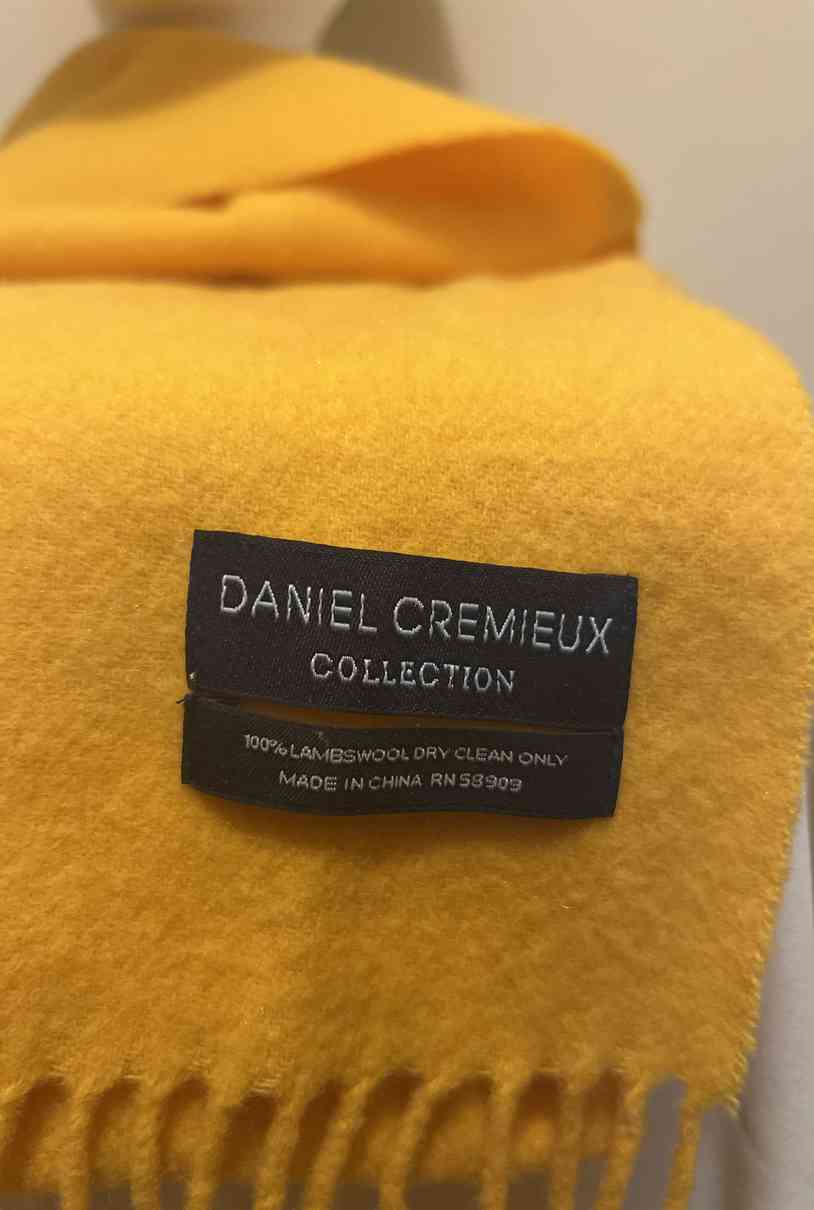 DANIEL CREMIEUX
COLLECTION
100% LAMBSWOOL DRY CLEAN ONLY
MADE IN CHINA RN 58909